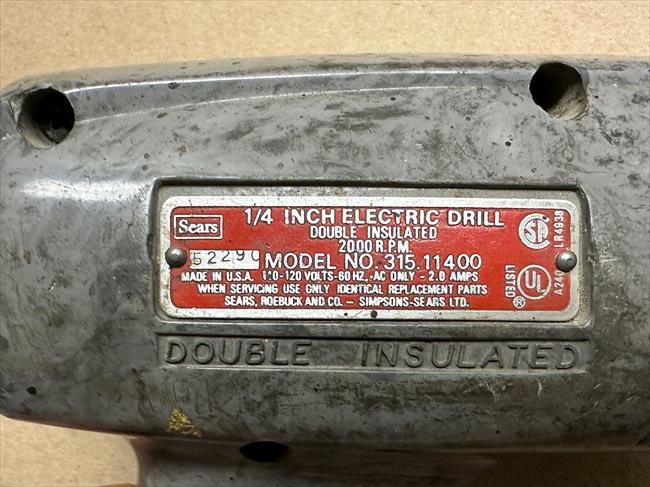 Sears
1/4 INCH ELECTRIC DRILL
DOUBLE INSULATED
2000 R.P.M.
MODEL NO. 315.11400
MADE IN U.S.A. 110-120 VOLTS-60 HZ.-AC ONLY - 2.0 AMPS
WHEN SERVICING USE ONLY IDENTICAL REPLACEMENT PARTS
SEARS, ROEBUCK AND CO. - SIMPSONS-SEARS LTD.
LR4938
LISTED
UL
®
DOUBLE INSULATED